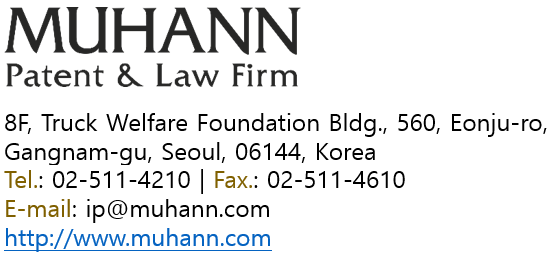 MUHANN
Patent & Law Firm
8F, Truck Welfare Foundation Bldg., 560, Eonju-ro,
Gangnam-gu, Seoul, 06144, Korea
Tel.: 02-511-4210 | Fax.: 02-511-4610
E-mail: ip@muhann.com
http://www.muhann.com